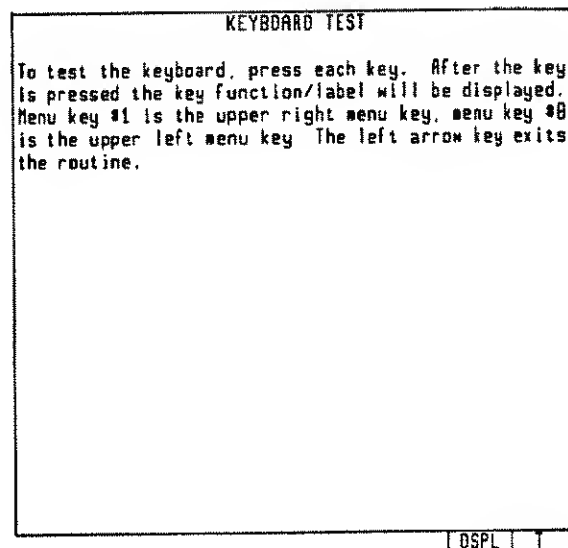 KEYBOARD TEST
To test the keyboard, press each key. After the key
is pressed the key function/label will be displayed.
Menu key #1 is the upper right menu key, menu key #8
is the upper left menu key The left arrow key exits
the routine.
DSPL T